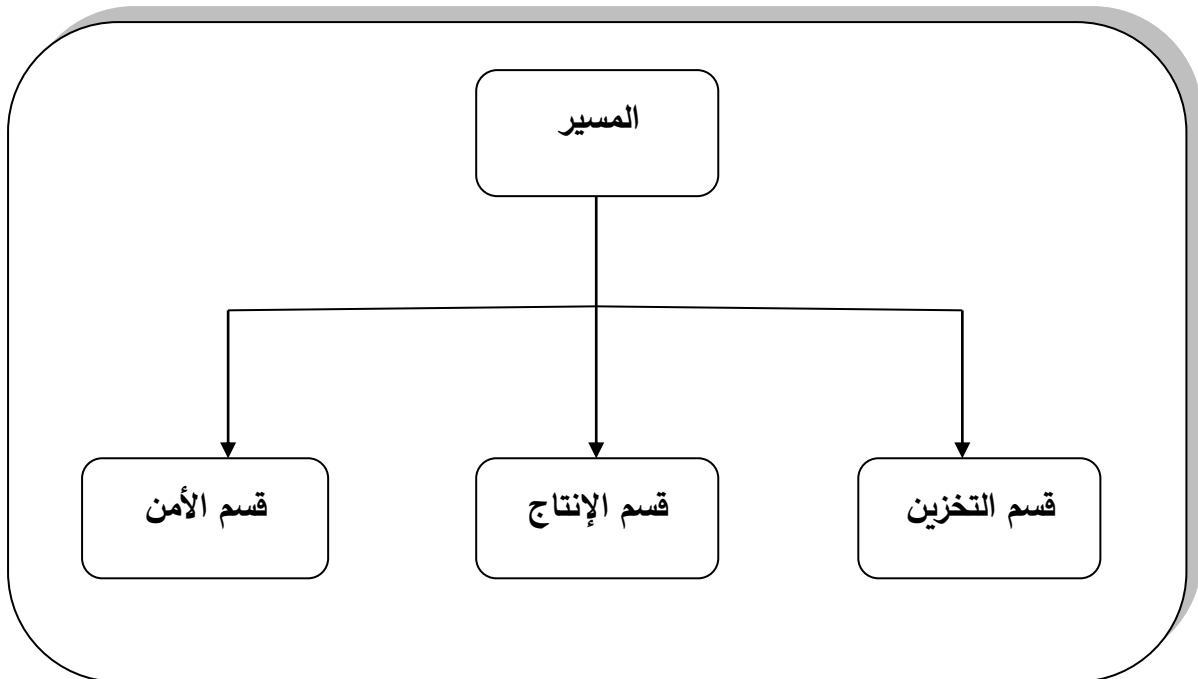 المسير
قسم التخزين
قسم الإنتاج
قسم الأمن